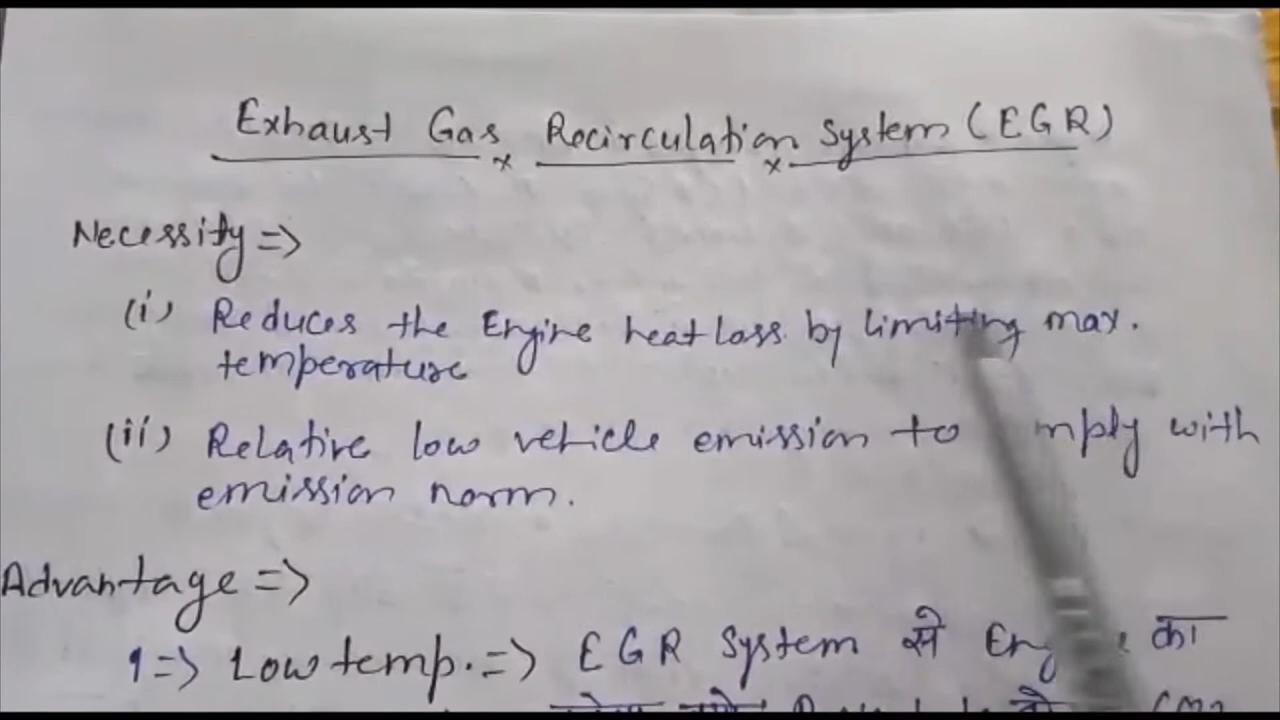 Exhaust Gas Recirculation System (EGR)
Necessity =>
(i) Reduces the Engine heat loss by limiting max.
temperature
(ii) Relative low vehicle emission to mply with
emission norm.
Advantage =>
1 => Low temp. => EGR System से का